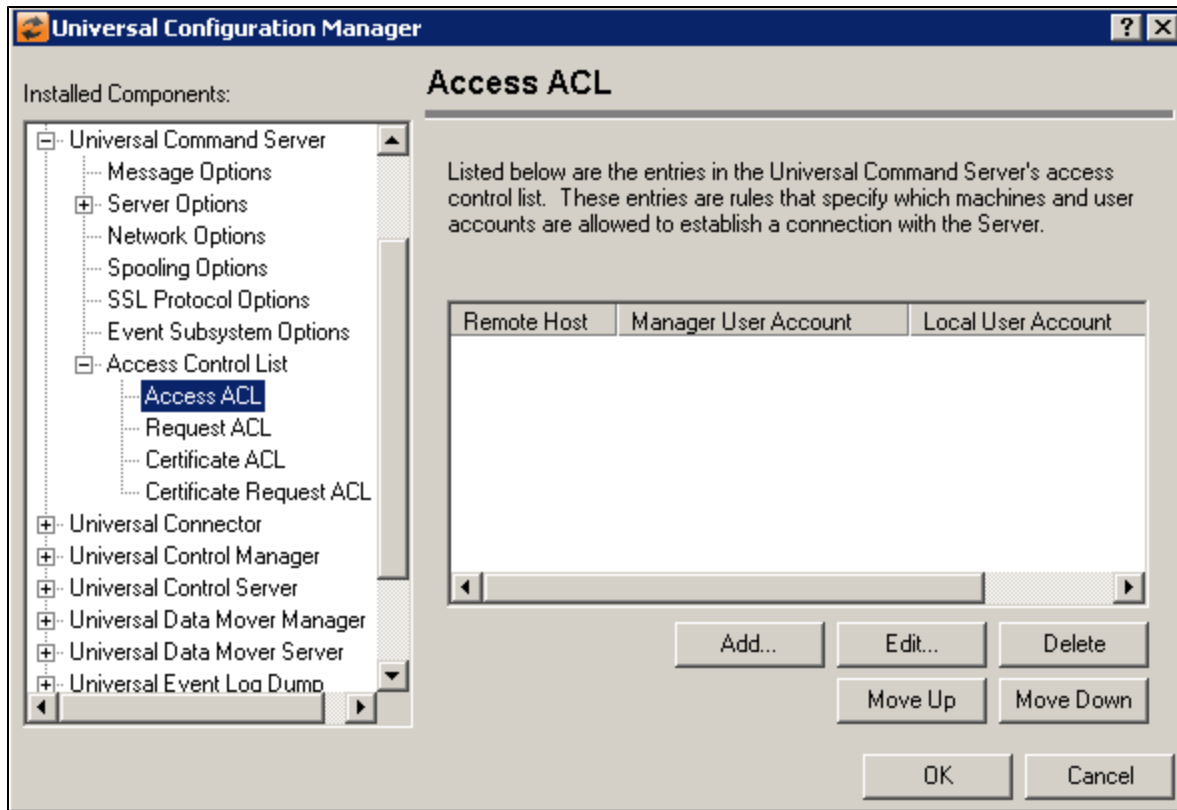 Universal Configuration Manager
Installed Components:
Universal Command Server
Message Options
Server Options
Network Options
Spooling Options
SSL Protocol Options
Event Subsystem Options
Access Control List
Access ACL
Request ACL
Certificate ACL
Certificate Request ACL
Universal Connector
Universal Control Manager
Universal Control Server
Universal Data Mover Manager
Universal Data Mover Server
Universal Event Log Dump
Access ACL
Listed below are the entries in the Universal Command Server's access
control list. These entries are rules that specify which machines and user
accounts are allowed to establish a connection with the Server.
Remote Host Manager User Account Local User Account
Add... Edit... Delete
Move Up Move Down
OK Cancel